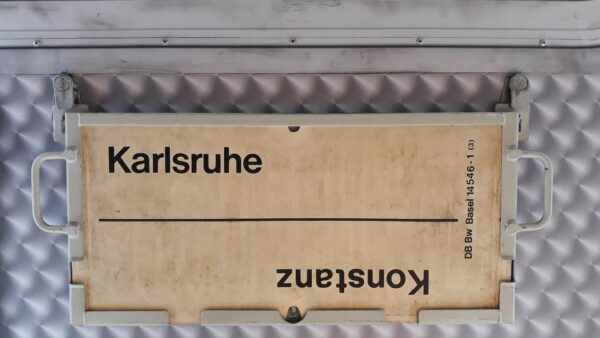 Karlsruhe
Konstanz
DB Bw Basel 14546-1 (3)